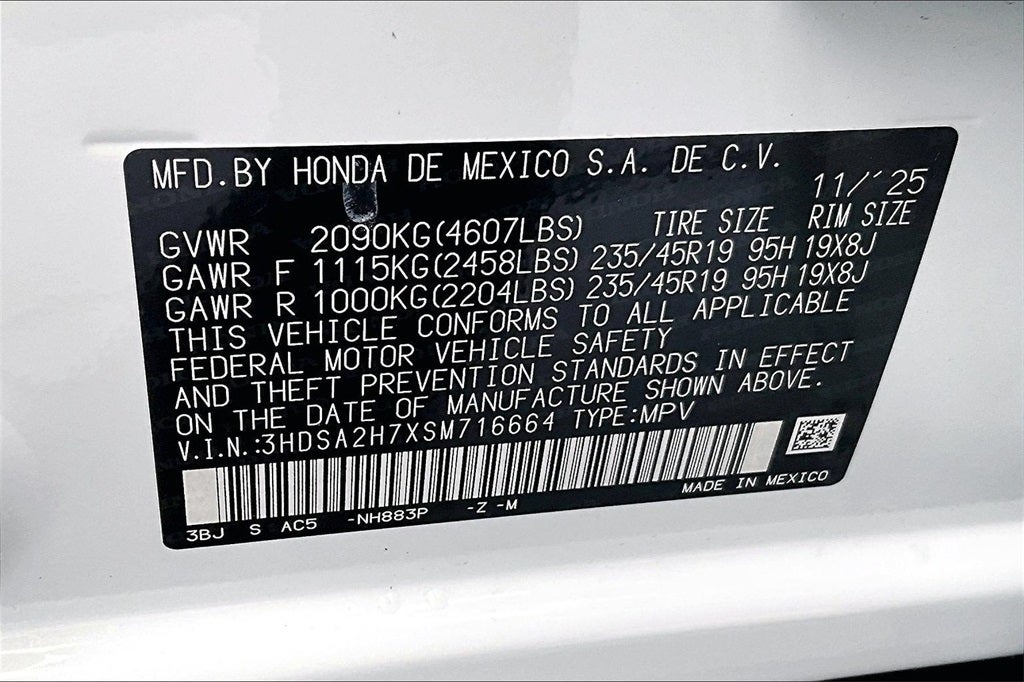 MFD.BY HONDA DE MEXICO S.A. DE C.V.
11/´25
GVWR 2090KG(4607LBS) TIRE SIZE RIM SIZE
GAWR F 1115KG(2458LBS) 235/45R19 95H 19X8J
GAWR R 1000KG(2204LBS) 235/45R19 95H 19X8J
THIS VEHICLE CONFORMS TO ALL APPLICABLE
FEDERAL MOTOR VEHICLE SAFETY
AND THEFT PREVENTION STANDARDS IN EFFECT
ON THE DATE OF MANUFACTURE SHOWN ABOVE.
V.I.N.:3HDSA2H7XSM716664 TYPE:MPV
MADE IN MEXICO
3BJ S AC5 -NH883P -Z -M